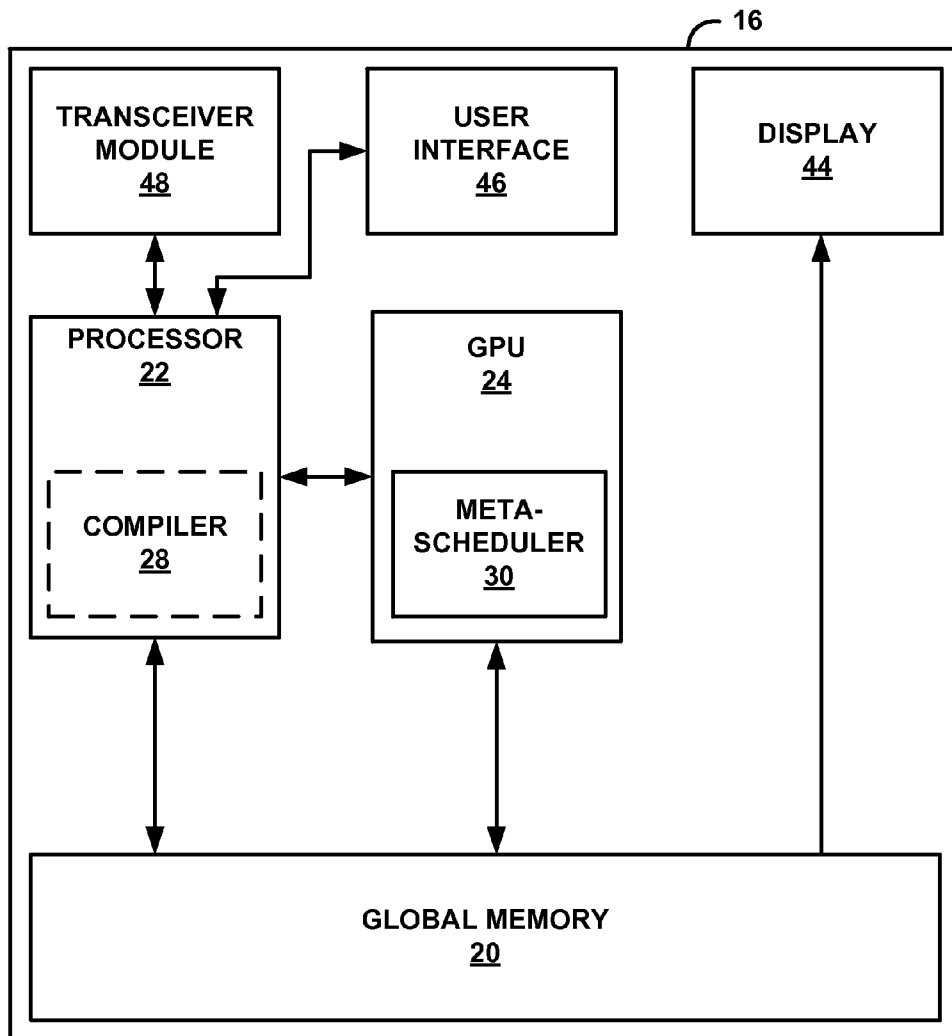 16
TRANSCEIVER
MODULE
48
USER
INTERFACE
46
DISPLAY
44
PROCESSOR
22
GPU
24
COMPILER
28
META-
SCHEDULER
30
GLOBAL MEMORY
20